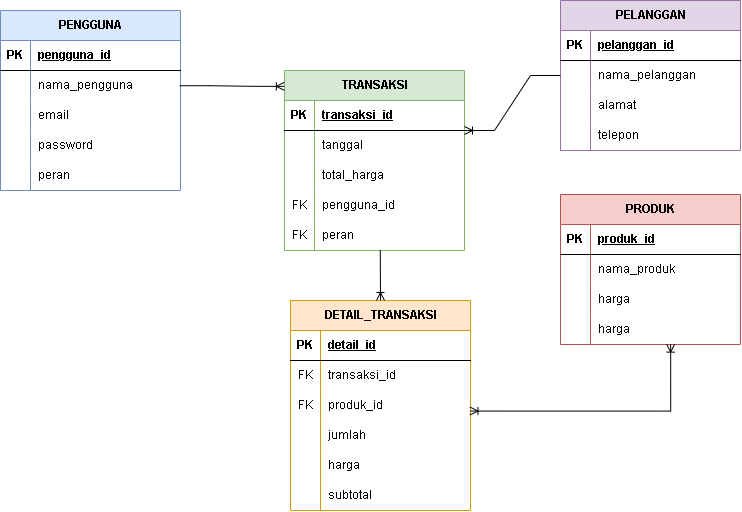 PENGGUNA
PK pengguna_id
nama_pengguna
email
password
peran
TRANSAKSI
PK transaksi_id
tanggal
total_harga
FK pengguna_id
FK peran
PELANGGAN
PK pelanggan_id
nama_pelanggan
alamat
telepon
PRODUK
PK produk_id
nama_produk
harga
harga
DETAIL_TRANSAKSI
PK detail_id
FK transaksi_id
FK produk_id
jumlah
harga
subtotal